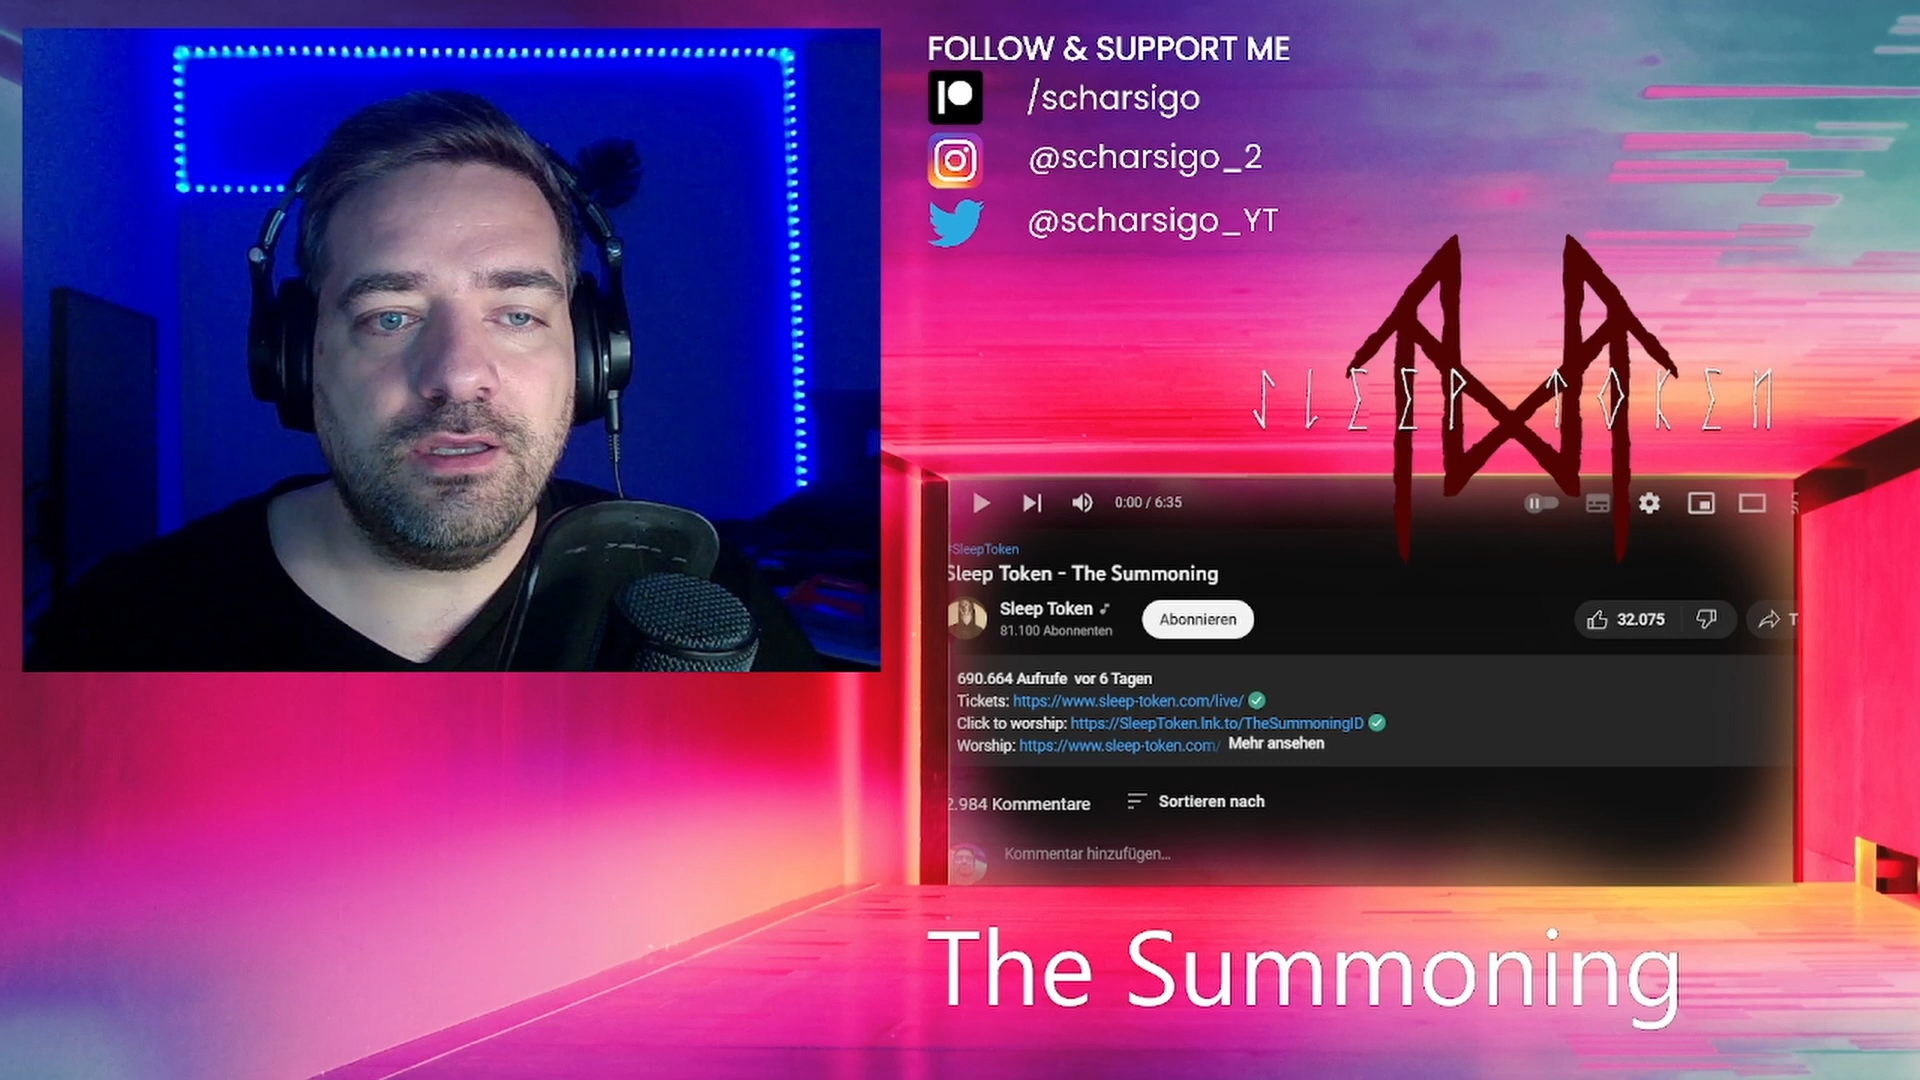 FOLLOW & SUPPORT ME
/scharsigo
@scharsigo_2
@scharsigo_YT
SLEEP TOKEN
0:00 / 6:35
#SleepToken
Sleep Token - The Summoning
Sleep Token
81.100 Abonnenten
Abonnieren
32.075
T
690.664 Aufrufe vor 6 Tagen
Tickets: https://www.sleep-token.com/live/
Click to worship: https://SleepToken.lnk.to/TheSummoningID
Worship: https://www.sleep-token.com/ Mehr ansehen
2.984 Kommentare
Sortieren nach
Kommentar hinzufügen...
The Summoning